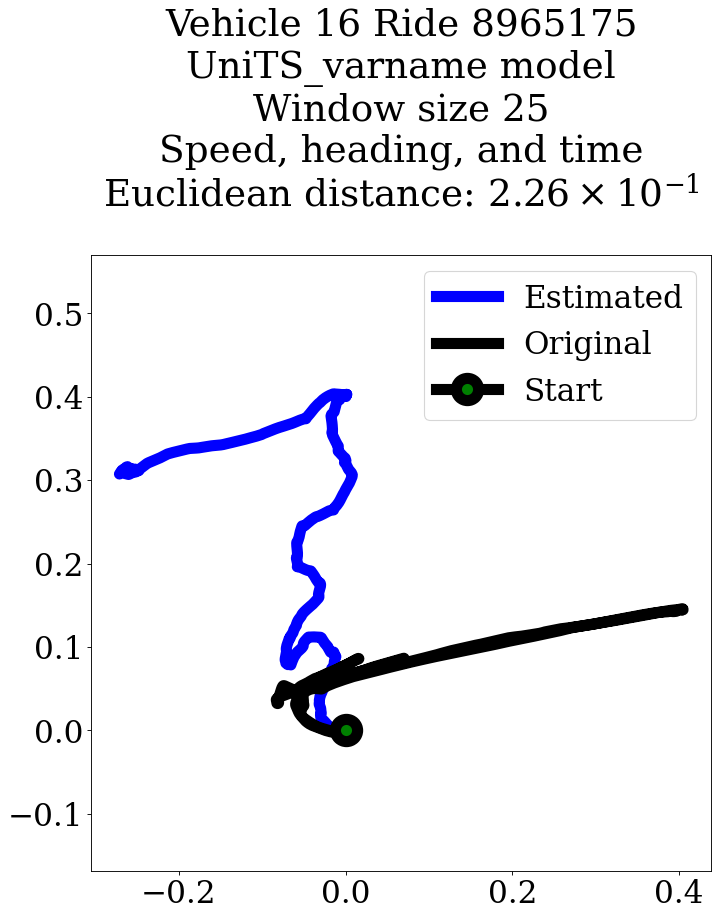 Vehicle 16 Ride 8965175
UniTS_varname model
Window size 25
Speed, heading, and time
Euclidean distance: 2.26 × 10⁻¹
Estimated
Original
Start
0.5
0.4
0.3
0.2
0.1
0.0
−0.1
−0.2
0.0
0.2
0.4